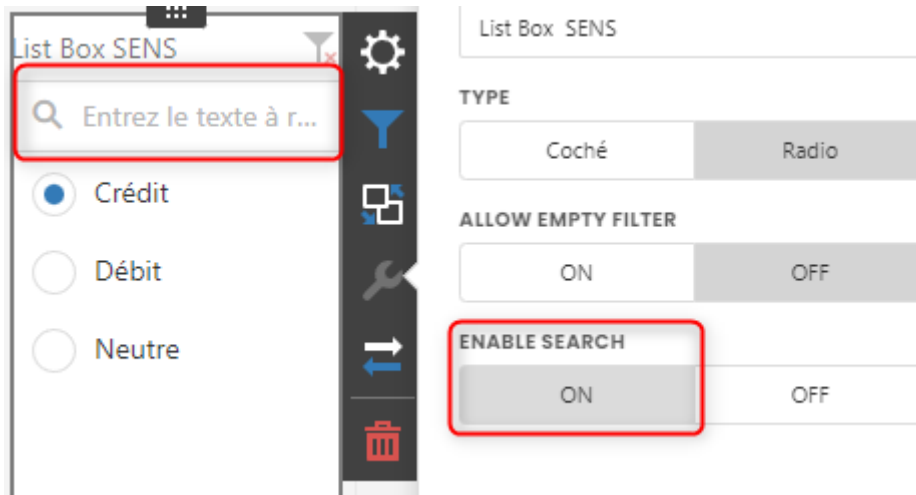 List Box SENS
Entrez le texte à r...
Crédit
Débit
Neutre
List Box SENS
TYPE
Coché Radio
ALLOW EMPTY FILTER
ON OFF
ENABLE SEARCH
ON OFF